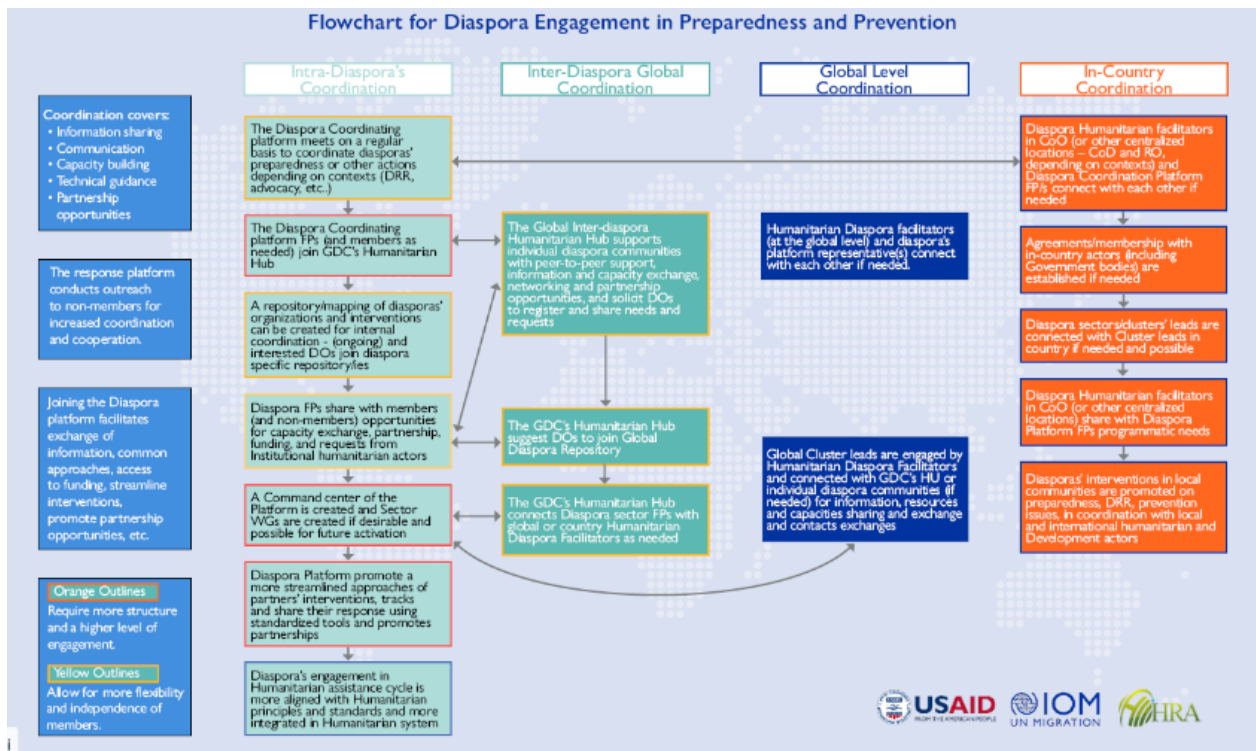 Flowchart for Diaspora Engagement in Preparedness and Prevention
Coordination covers:
• Information sharing
• Communication
• Capacity building
• Technical guidance
• Partnership
opportunities
The response platform
conducts outreach
to non-members for
increased coordination
and cooperation.
Joining the Diaspora
platform facilitates
exchange of
information, common
approaches, access
to funding, streamline
interventions,
promote partnership
opportunities, etc.
Orange Outlines
Require more structure
and a higher level of
engagement.
Yellow Outlines
Allow for more flexibility
and independence of
members.
Intra-Diaspora's
Coordination
The Diaspora Coordinating
platform meets on a regular
basis to coordinate diasporas'
preparedness or other actions
depending on contexts (DRR,
advocacy, etc..)
The Diaspora Coordinating
platform FPs (and members as
needed) join GDC's Humanitarian
Hub
A repository/mapping of diasporas'
organizations and interventions
can be created for internal
coordination - (ongoing) and
interested DOs join diaspora
specific repository/ies
Diaspora FPs share with members
(and non-members) opportunities
for capacity exchange, partnership,
funding, and requests from
Institutional humanitarian actors
A Command center of the
Platform is created and Sector
WGs are created if desirable and
possible for future activation
Diaspora Platform promote a
more streamlined approaches of
partners' interventions, tracks
and share their response using
standardized tools and promotes
partnerships
Diaspora's engagement in
Humanitarian assistance cycle is
more aligned with Humanitarian
principles and standards and more
integrated in Humanitarian system
Inter-Diaspora Global
Coordination
The Global Inter-diaspora
Humanitarian Hub supports
individual diaspora communities
with peer-to-peer support,
information and capacity exchange,
networking and partnership
opportunities, and solicit DOs
to register and share needs and
requests
The GDC's Humanitarian Hub
suggest DOs to join Global
Diaspora Repository
The GDC's Humanitarian Hub
connects Diaspora sector FPs with
global or country Humanitarian
Diaspora Facilitators as needed
Global Level
Coordination
Humanitarian Diaspora facilitators
(at the global level) and diaspora's
platform representative(s) connect
with each other if needed.
Global Cluster leads are engaged by
Humanitarian Diaspora Facilitators
and connected with GDC's HU or
individual diaspora communities (if
needed) for information, resources
and capacities sharing and exchange
and contacts exchanges
In-Country
Coordination
Diaspora Humanitarian facilitators
in CoO (or other centralized
locations – CoD and RO,
depending on contexts) and
Diaspora Coordination Platform
FP/s connect with each other if
needed
Agreements/membership with
in-country actors (including
Government bodies) are
established if needed
Diaspora sectors/clusters' leads are
connected with Cluster leads in
country if needed and possible
Diaspora Humanitarian facilitators
in CoO (or other centralized
locations) share with Diaspora
Platform FPs programmatic needs
Diasporas' interventions in local
communities are promoted on
preparedness, DRR, prevention
issues, in coordination with local
and international humanitarian and
Development actors
USAID
FROM THE AMERICAN PEOPLE
IOM
UN MIGRATION
HRA